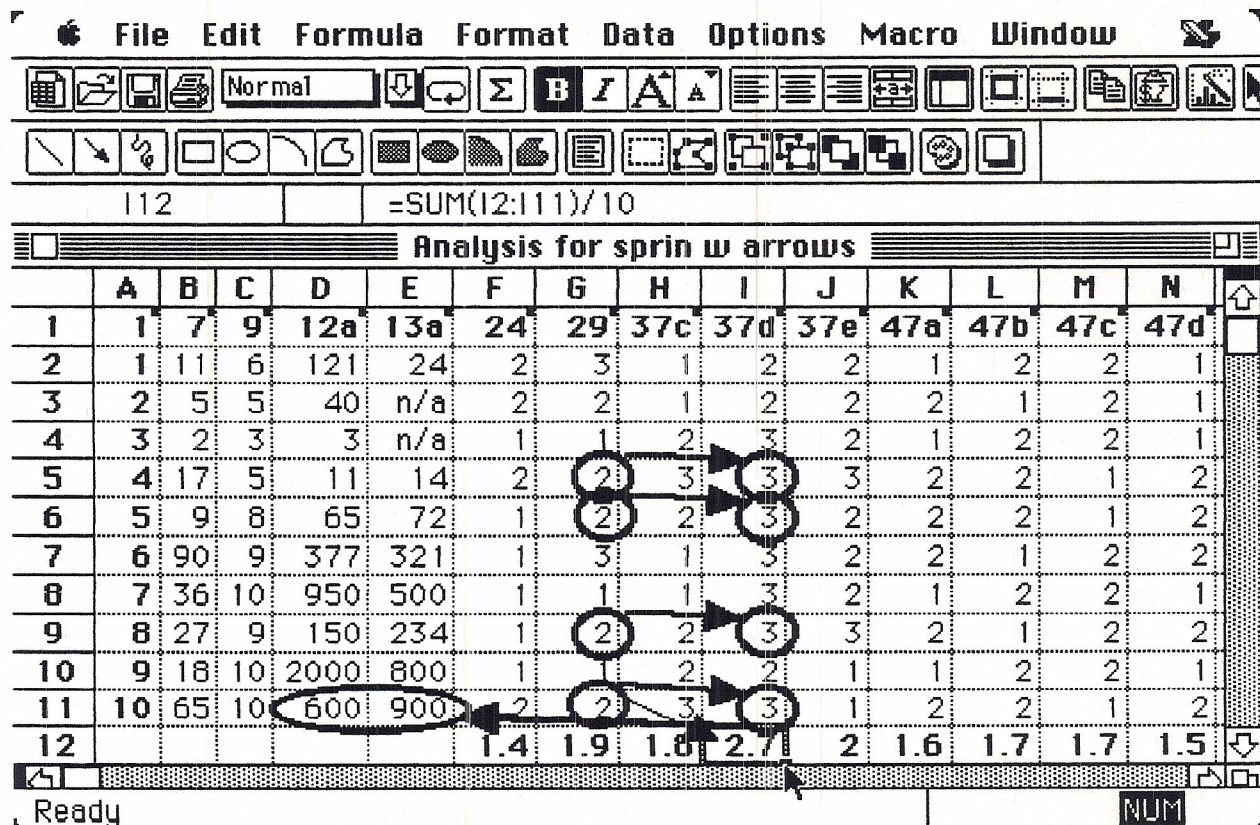 File Edit Formula Format Data Options Macro Window
Normal Σ B I A A a
I12 =SUM(I2:I11)/10
Analysis for sprin w arrows
A B C D E F G H I J K L M N
1 1 7 9 12a 13a 24 29 37c 37d 37e 47a 47b 47c 47d
2 1 11 6 121 24 2 3 1 2 2 1 2 2 1
3 2 5 5 40 n/a 2 2 1 2 2 2 1 2 1
4 3 2 3 3 n/a 1 1 2 3 2 1 2 2 1
5 4 17 5 11 14 2 2 3 3 3 2 2 1 2
6 5 9 8 65 72 1 2 2 3 2 2 2 1 2
7 6 90 9 377 321 1 3 1 3 2 2 1 2 2
8 7 36 10 950 500 1 1 1 3 2 1 2 2 1
9 8 27 9 150 234 1 2 2 3 3 2 1 2 2
10 9 18 10 2000 800 1 1 2 2 1 1 2 2 1
11 10 65 10 600 900 2 2 3 3 1 2 2 1 2
12 1.4 1.9 1.8 2.7 2 1.6 1.7 1.7 1.5
Ready NUM